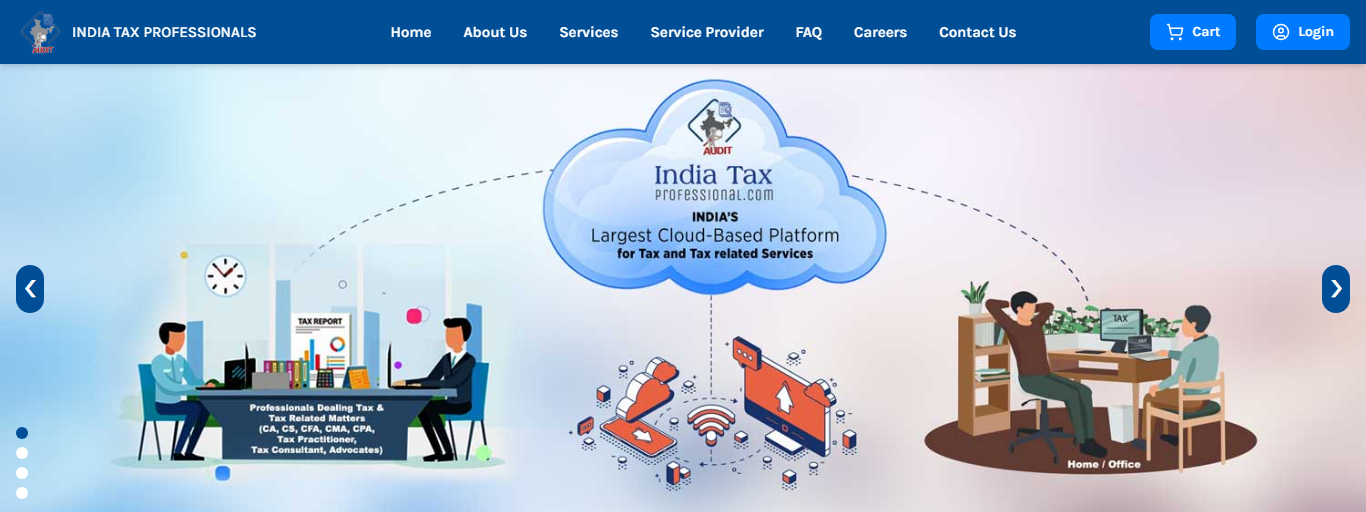 AUDIT
INDIA TAX PROFESSIONALS
Home
About Us
Services
Service Provider
FAQ
Careers
Contact Us
Cart
Login
AUDIT
India Tax
PROFESSIONAL.COM
INDIA'S
Largest Cloud-Based Platform
for Tax and Tax related Services
TAX REPORT
Professionals Dealing Tax &
Tax Related Matters
(CA, CS, CFA, CMA, CPA,
Tax Practitioner,
Tax Consultant, Advocates)
TAX
TAX
Home / Office